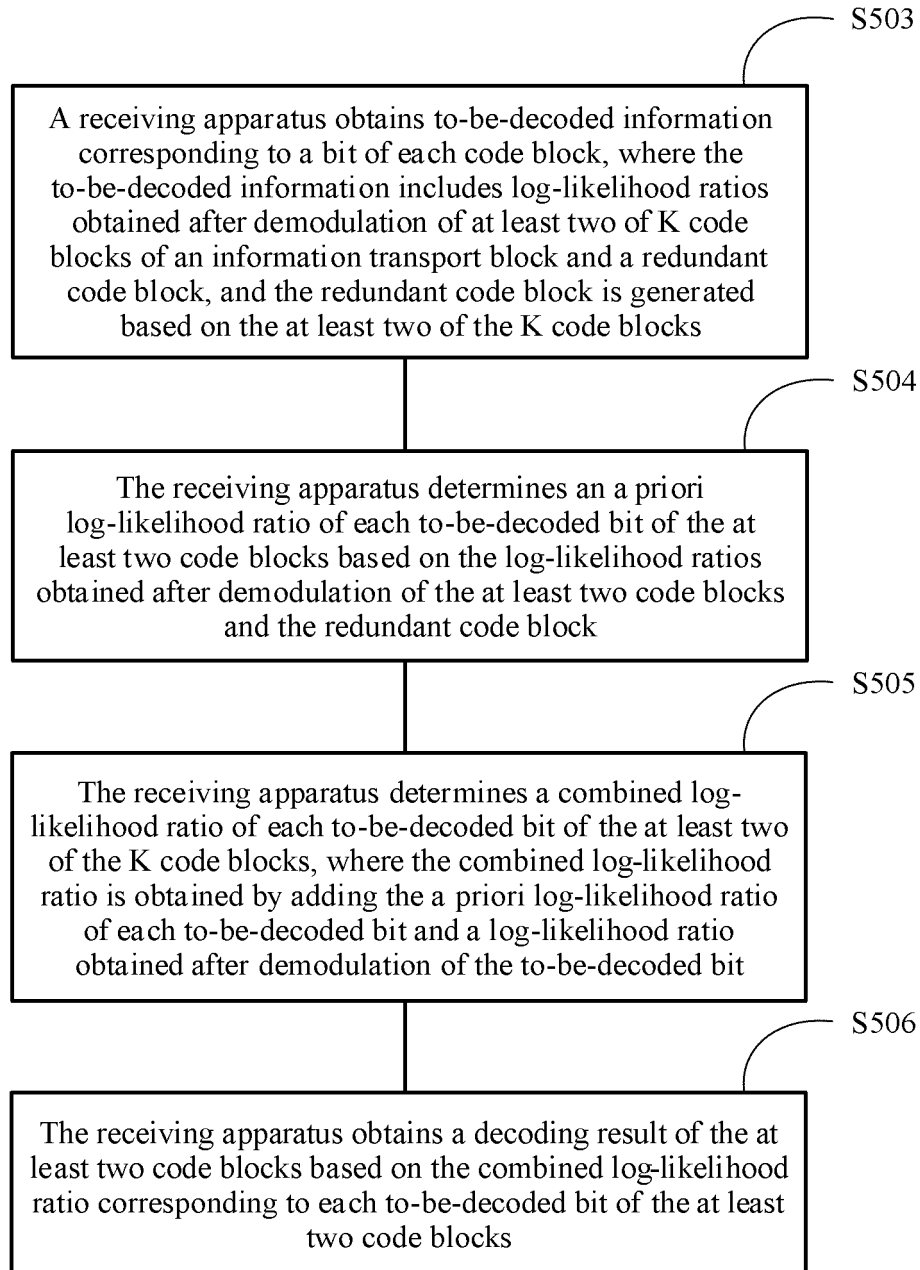 S503
A receiving apparatus obtains to-be-decoded information
corresponding to a bit of each code block, where the
to-be-decoded information includes log-likelihood ratios
obtained after demodulation of at least two of K code
blocks of an information transport block and a redundant
code block, and the redundant code block is generated
based on the at least two of the K code blocks
S504
The receiving apparatus determines an a priori
log-likelihood ratio of each to-be-decoded bit of the at
least two code blocks based on the log-likelihood ratios
obtained after demodulation of the at least two code blocks
and the redundant code block
S505
The receiving apparatus determines a combined log-
likelihood ratio of each to-be-decoded bit of the at least two
of the K code blocks, where the combined log-likelihood
ratio is obtained by adding the a priori log-likelihood ratio
of each to-be-decoded bit and a log-likelihood ratio
obtained after demodulation of the to-be-decoded bit
S506
The receiving apparatus obtains a decoding result of the at
least two code blocks based on the combined log-likelihood
ratio corresponding to each to-be-decoded bit of the at least
two code blocks